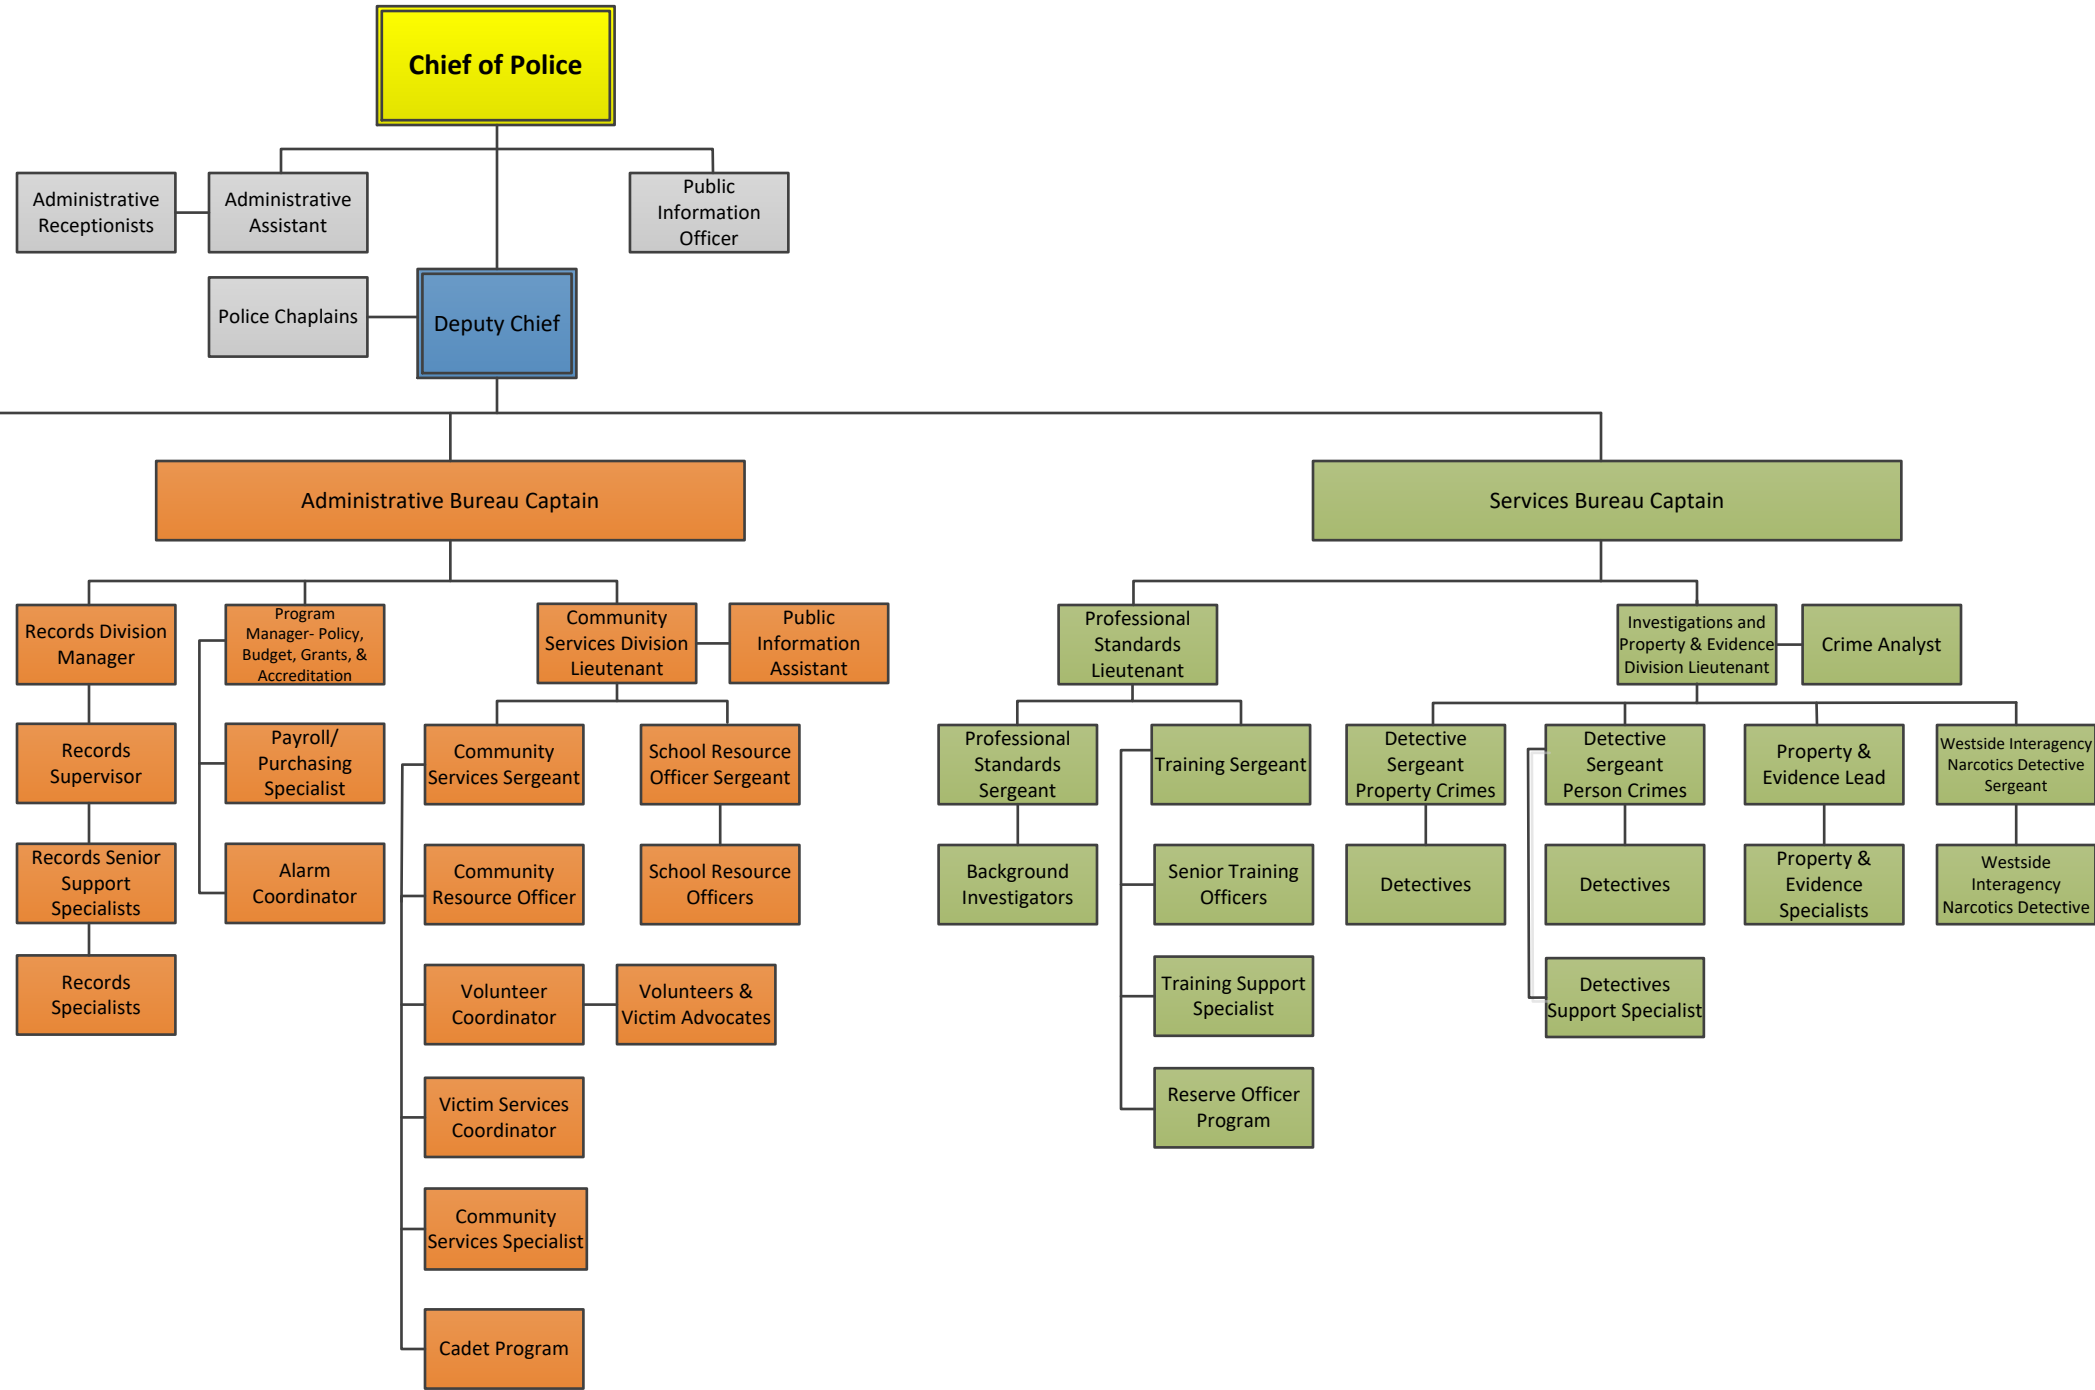 Chief of Police
Administrative
Receptionists
Administrative
Assistant
Public
Information
Officer
Police Chaplains
Deputy Chief
Administrative Bureau Captain
Services Bureau Captain
Records Division
Manager
Program
Manager- Policy,
Budget, Grants, &
Accreditation
Community
Services Division
Lieutenant
Public
Information
Assistant
Professional
Standards
Lieutenant
Investigations and
Property & Evidence
Division Lieutenant
Crime Analyst
Records
Supervisor
Payroll/
Purchasing
Specialist
Community
Services Sergeant
School Resource
Officer Sergeant
Professional
Standards
Sergeant
Training Sergeant
Detective
Sergeant
Property Crimes
Detective
Sergeant
Person Crimes
Property &
Evidence Lead
Westside Interagency
Narcotics Detective
Sergeant
Records Senior
Support
Specialists
Alarm
Coordinator
Community
Resource Officer
School Resource
Officers
Background
Investigators
Senior Training
Officers
Detectives
Detectives
Property &
Evidence
Specialists
Westside
Interagency
Narcotics Detective
Records
Specialists
Volunteer
Coordinator
Volunteers &
Victim Advocates
Training Support
Specialist
Detectives
Support Specialist
Victim Services
Coordinator
Reserve Officer
Program
Community
Services Specialist
Cadet Program